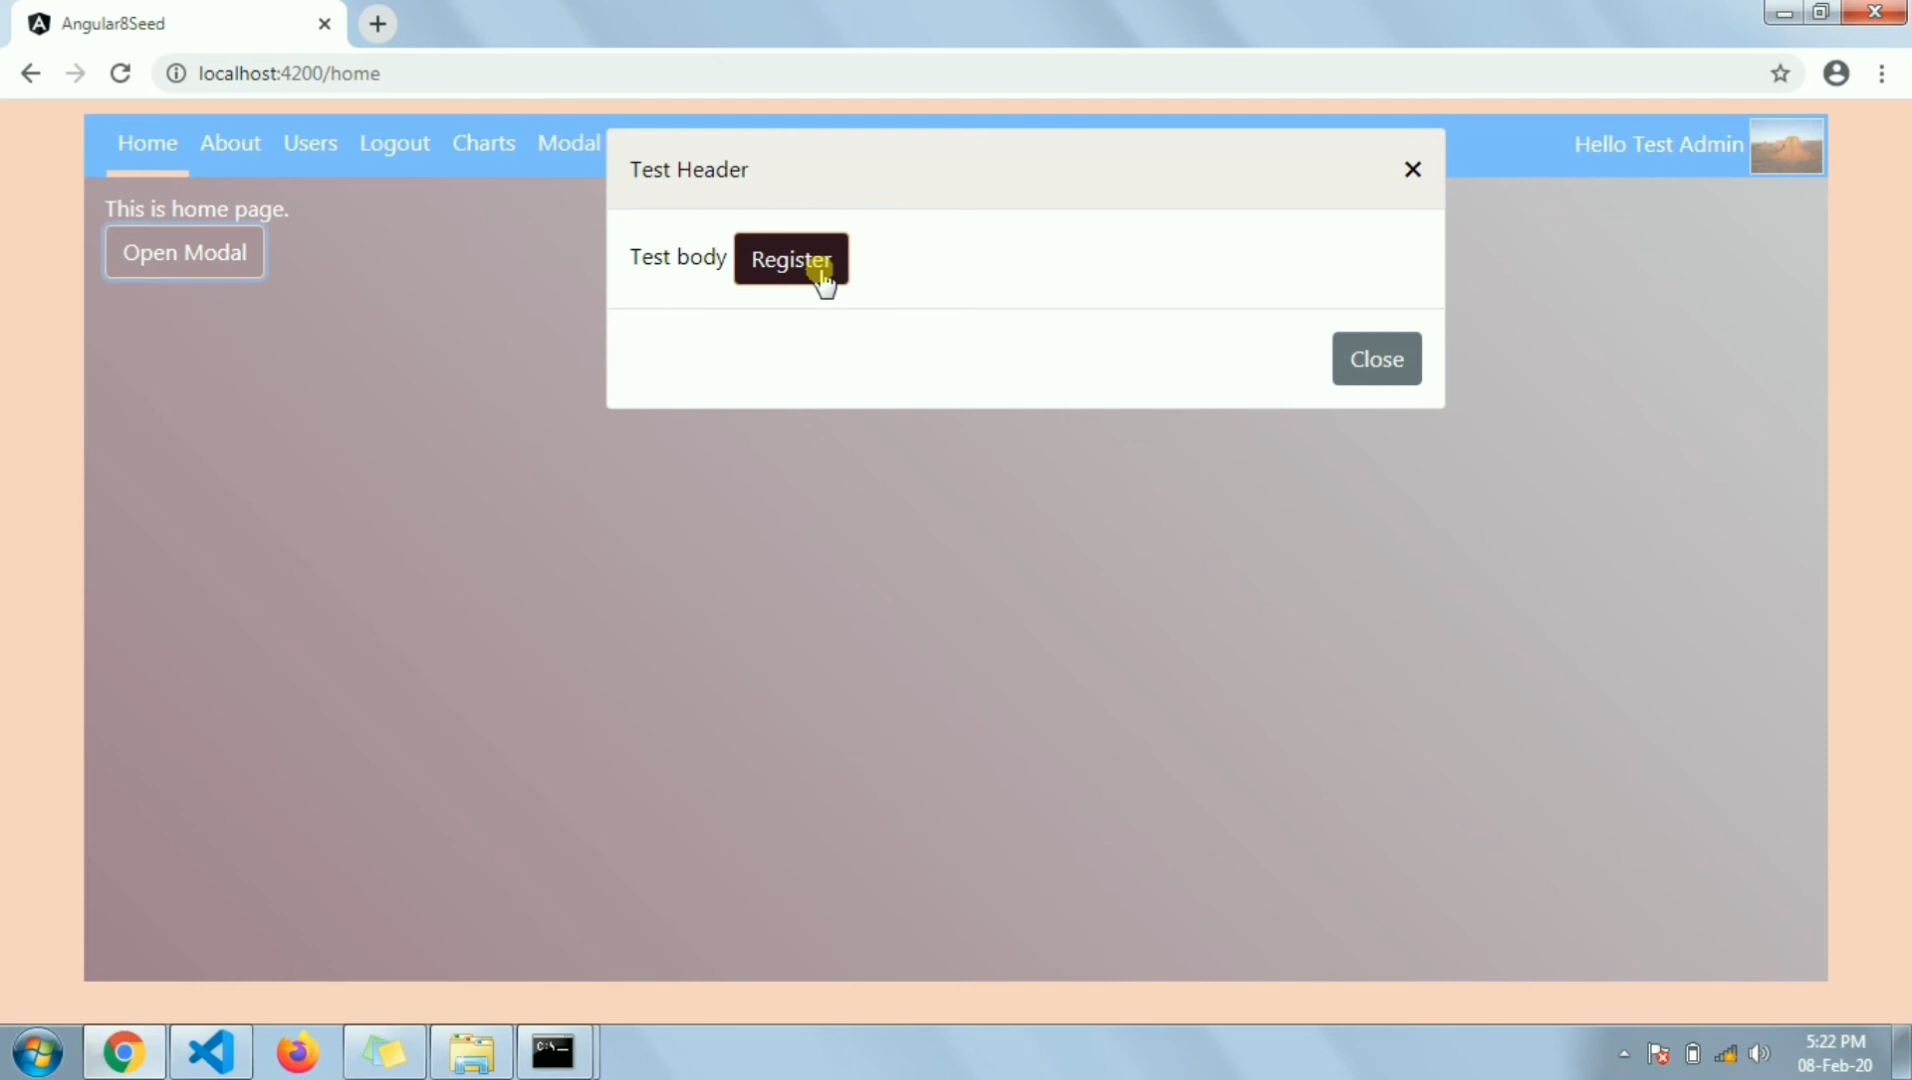 Angular8Seed
localhost:4200/home
Home About Users Logout Charts Modal
Hello Test Admin
Test Header
This is home page.
Open Modal
Test body Register
Close
C:\
5:22 PM
08-Feb-20